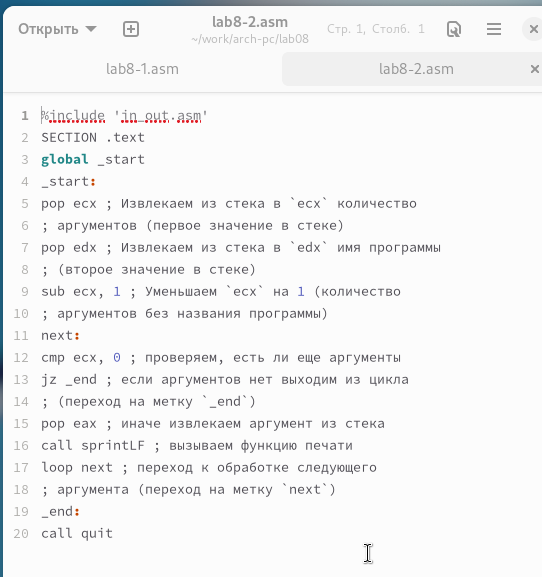 Открыть
lab8-2.asm
~/work/arch-pc/lab08
Стр. 1, Столб. 1
lab8-1.asm
lab8-2.asm
1 %include 'in_out.asm'
2 SECTION .text
3 global _start
4 _start:
5 pop ecx ; Извлекаем из стека в `ecx` количество
6 ; аргументов (первое значение в стеке)
7 pop edx ; Извлекаем из стека в `edx` имя программы
8 ; (второе значение в стеке)
9 sub ecx, 1 ; Уменьшаем `ecx` на 1 (количество
10 ; аргументов без названия программы)
11 next:
12 cmp ecx, 0 ; проверяем, есть ли еще аргументы
13 jz _end ; если аргументов нет выходим из цикла
14 ; (переход на метку `_end`)
15 pop eax ; иначе извлекаем аргумент из стека
16 call sprintLF ; вызываем функцию печати
17 loop next ; переход к обработке следующего
18 ; аргумента (переход на метку `next`)
19 _end:
20 call quit